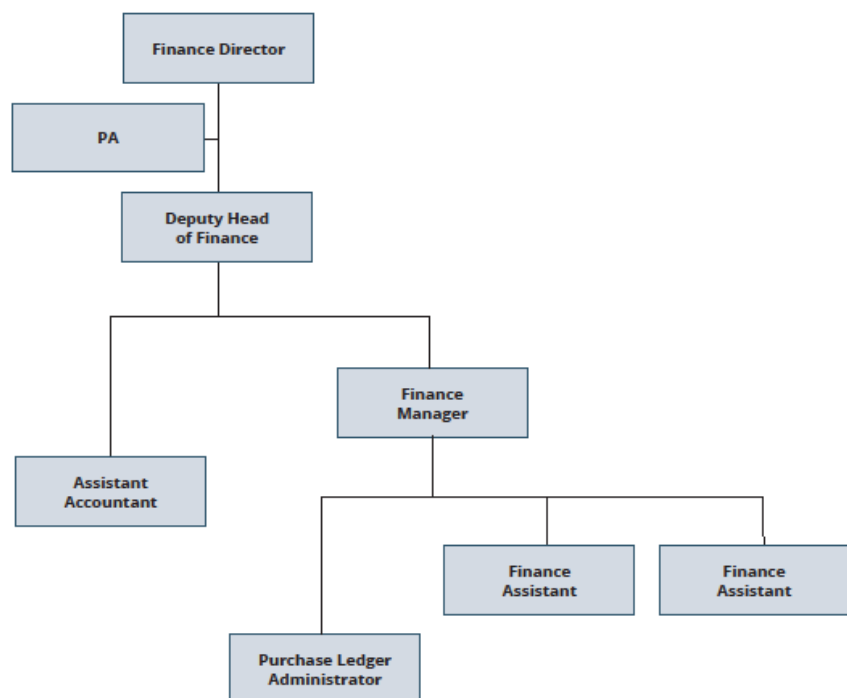 Finance Director
PA
Deputy Head
of Finance
Finance
Manager
Assistant
Accountant
Finance
Assistant
Finance
Assistant
Purchase Ledger
Administrator